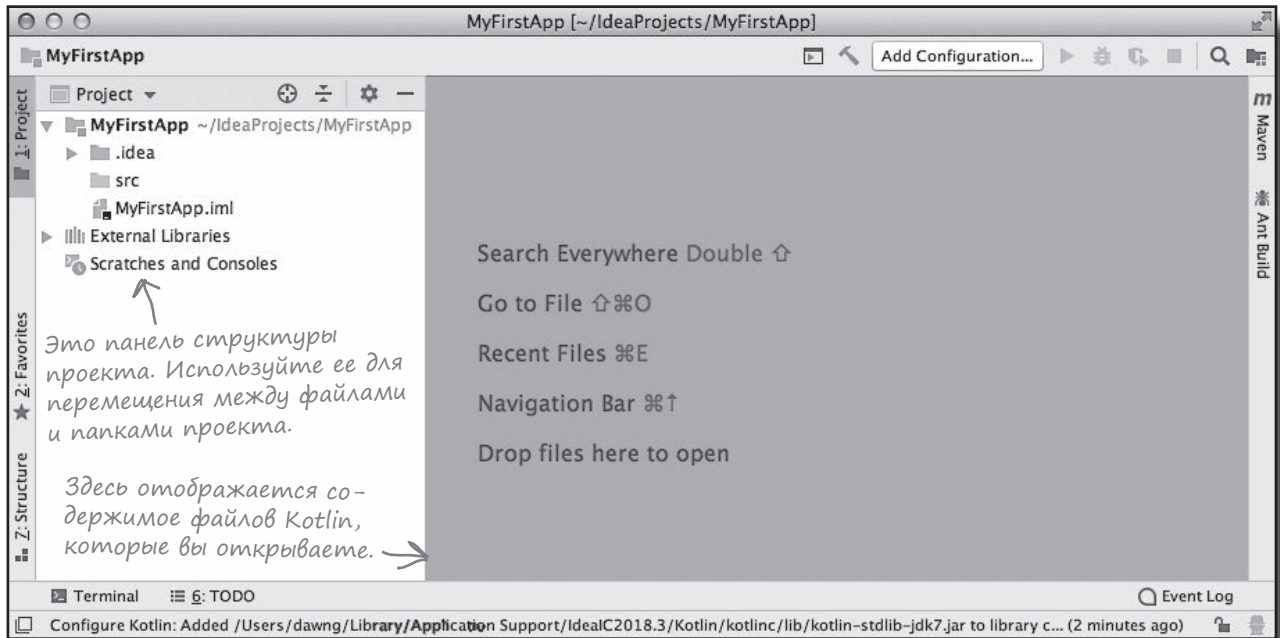 MyFirstApp [~/IdeaProjects/MyFirstApp]
MyFirstApp
Add Configuration...
1: Project
Project
MyFirstApp ~/IdeaProjects/MyFirstApp
.idea
src
MyFirstApp.iml
External Libraries
Scratches and Consoles
Это панель структуры
проекта. Используйте ее для
перемещения между файлами
и папками проекта.
Здесь отображается со-
держимое файлов Kotlin,
которые вы открываете.
2: Favorites
Z: Structure
Search Everywhere Double ⇧
Go to File ⇧⌘O
Recent Files ⌘E
Navigation Bar ⌘↑
Drop files here to open
m Maven
Ant Build
Terminal
6: TODO
Event Log
Configure Kotlin: Added /Users/dawng/Library/Application Support/IdeaIC2018.3/Kotlin/kotlinc/lib/kotlin-stdlib-jdk7.jar to library c... (2 minutes ago)